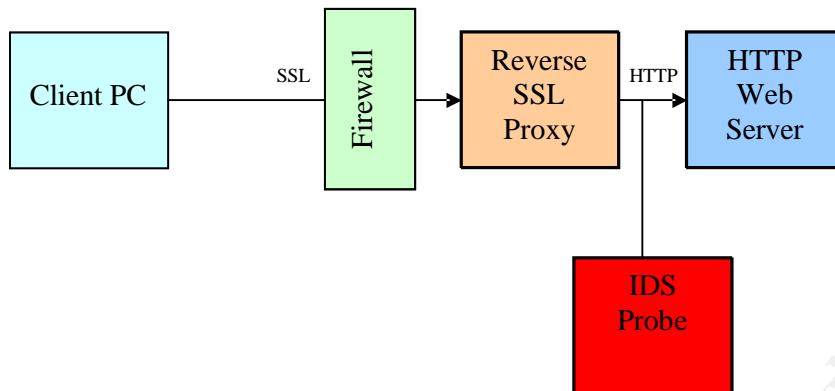 Client PC
SSL
Firewall
Reverse
SSL
Proxy
HTTP
HTTP
Web
Server
IDS
Probe